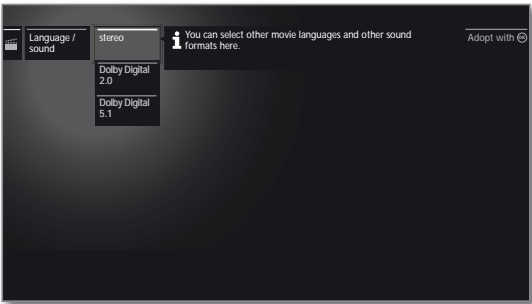 Language /
sound
stereo
Dolby Digital
2.0
Dolby Digital
5.1
You can select other movie languages and other sound
formats here.
Adopt with OK